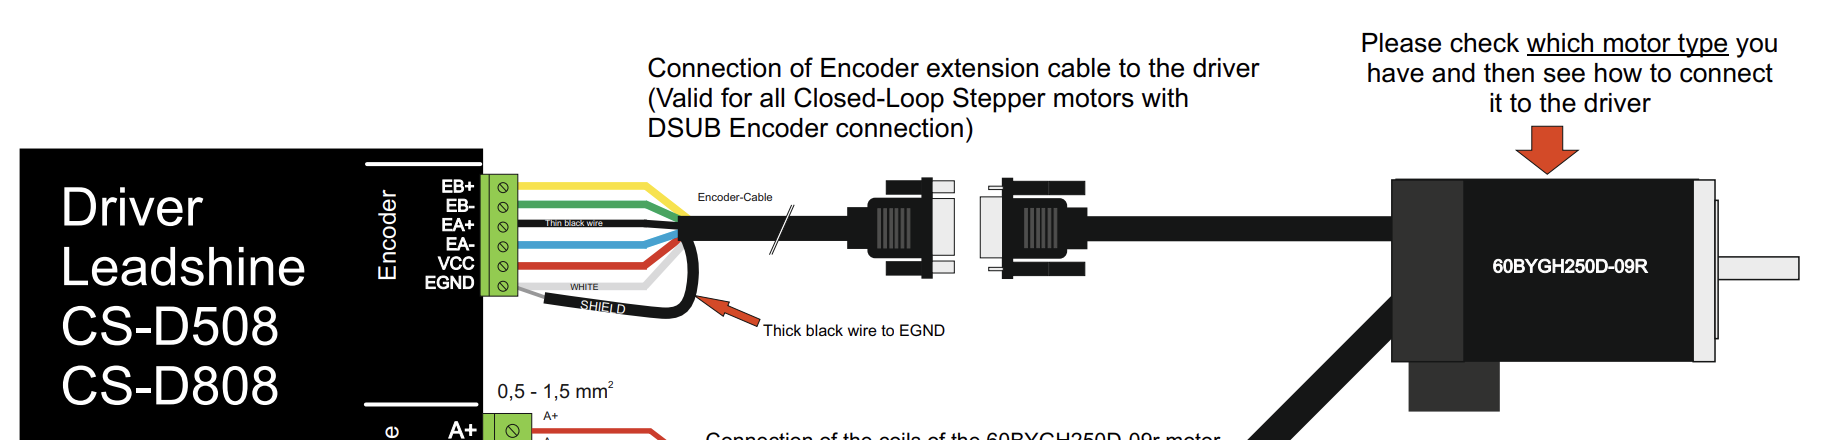 Please check which motor type you
have and then see how to connect
it to the driver
Connection of Encoder extension cable to the driver
(Valid for all Closed-Loop Stepper motors with
DSUB Encoder connection)
Driver
Leadshine
CS-D508
CS-D808
Encoder
EB+
EB-
EA+
EA-
VCC
EGND
Thin black wire
WHITE
SHIELD
Encoder-Cable
Thick black wire to EGND
60BYGH250D-09R
0,5 - 1,5 mm²
A+
A+
e
Connection of the coils of the 60BYGH250D-09r motor